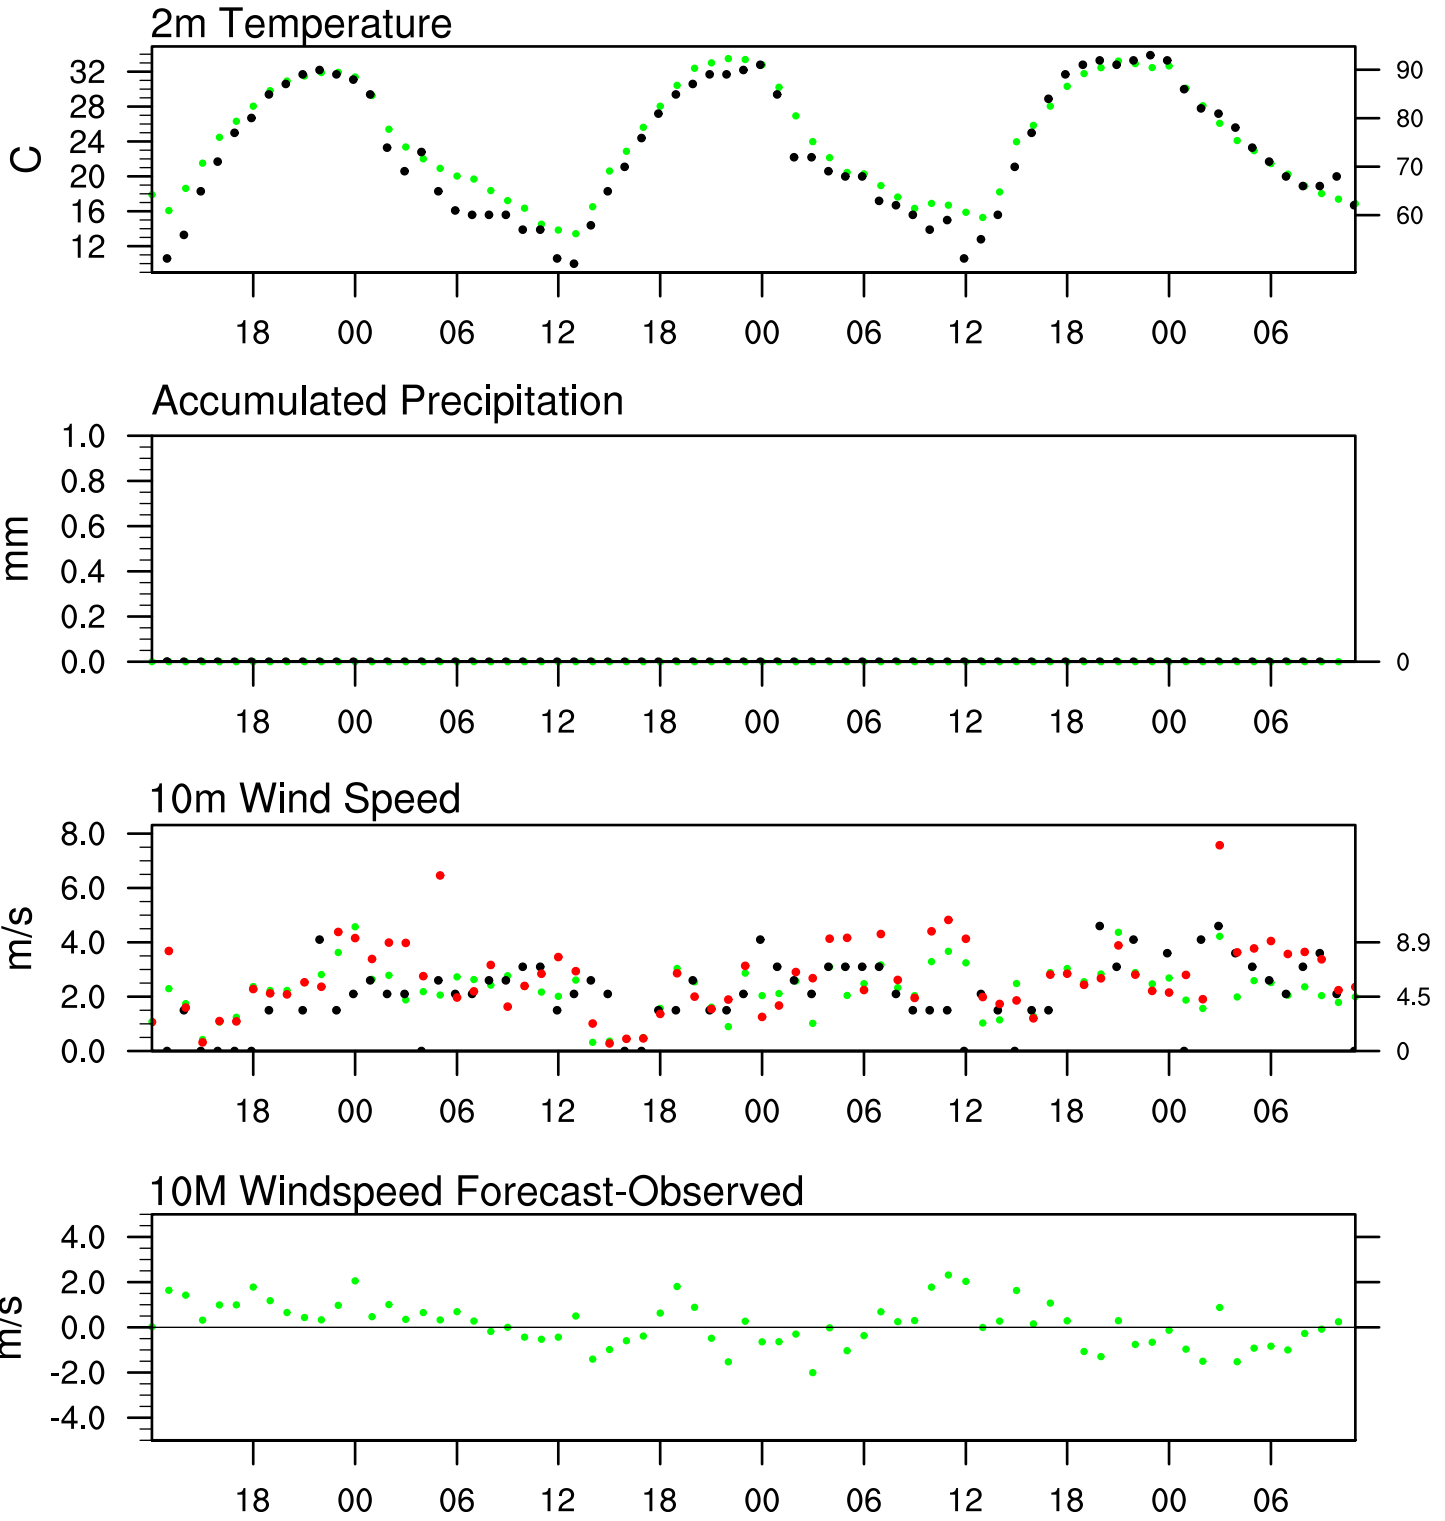 2m Temperature
32
28
24
20
16
12
C
90
80
70
60
18 00 06 12 18 00 06 12 18 00 06
Accumulated Precipitation
1.0
0.8
0.6
0.4
0.2
0.0
mm
0
18 00 06 12 18 00 06 12 18 00 06
10m Wind Speed
8.0
6.0
4.0
2.0
0.0
m/s
8.9
4.5
0
18 00 06 12 18 00 06 12 18 00 06
10M Windspeed Forecast-Observed
4.0
2.0
0.0
-2.0
-4.0
m/s
18 00 06 12 18 00 06 12 18 00 06